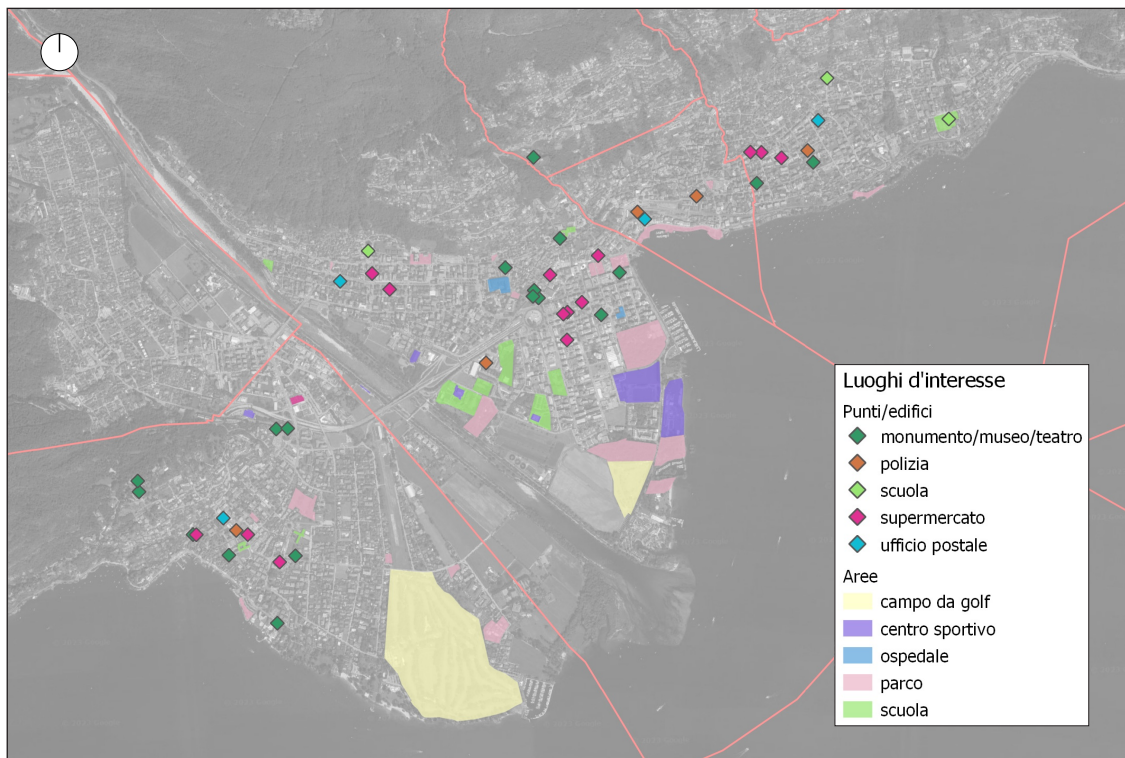 Luoghi d'interesse
Punti/edifici
monumento/museo/teatro
polizia
scuola
supermercato
ufficio postale
Aree
campo da golf
centro sportivo
ospedale
parco
scuola